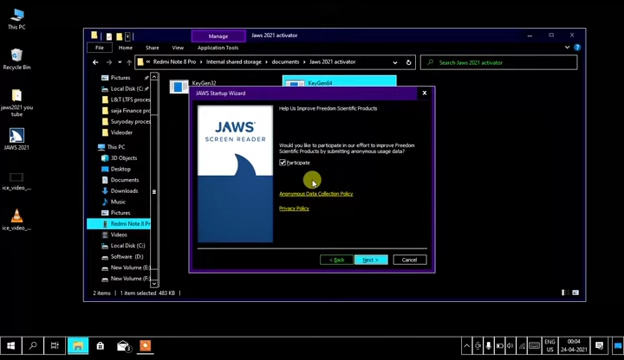 This PC
Recycle Bin
jaws2021 you
tube
JAWS 2021
ice_video_...
ice_video_...
Manage
Jaws 2021 activator
File
Home
Share
View
Application Tools
Redmi Note 8 Pro > Internal shared storage > documents > Jaws 2021 activator
Search Jaws 2021 activator
Pictures
Local Disk (C:)
L&T LTFS proces
saija Finance pro
Suryoday proces
Videoder
This PC
3D Objects
Desktop
Documents
Downloads
Music
Pictures
Redmi Note 8 Pro
Videos
Local Disk (C:)
Software (D:)
New Volume (E:)
New Volume (F:)
KeyGen32
KeyGen64
JAWS Startup Wizard
JAWS
SCREEN READER
Help Us Improve Freedom Scientific Products
Would you like to participate in our effort to improve Freedom
Scientific Products by submitting anonymous usage data?
Participate
Anonymous Data Collection Policy
Privacy Policy
< Back
Next >
Cancel
2 items
1 item selected 483 KB
ENG
US
00:04
24-04-2021